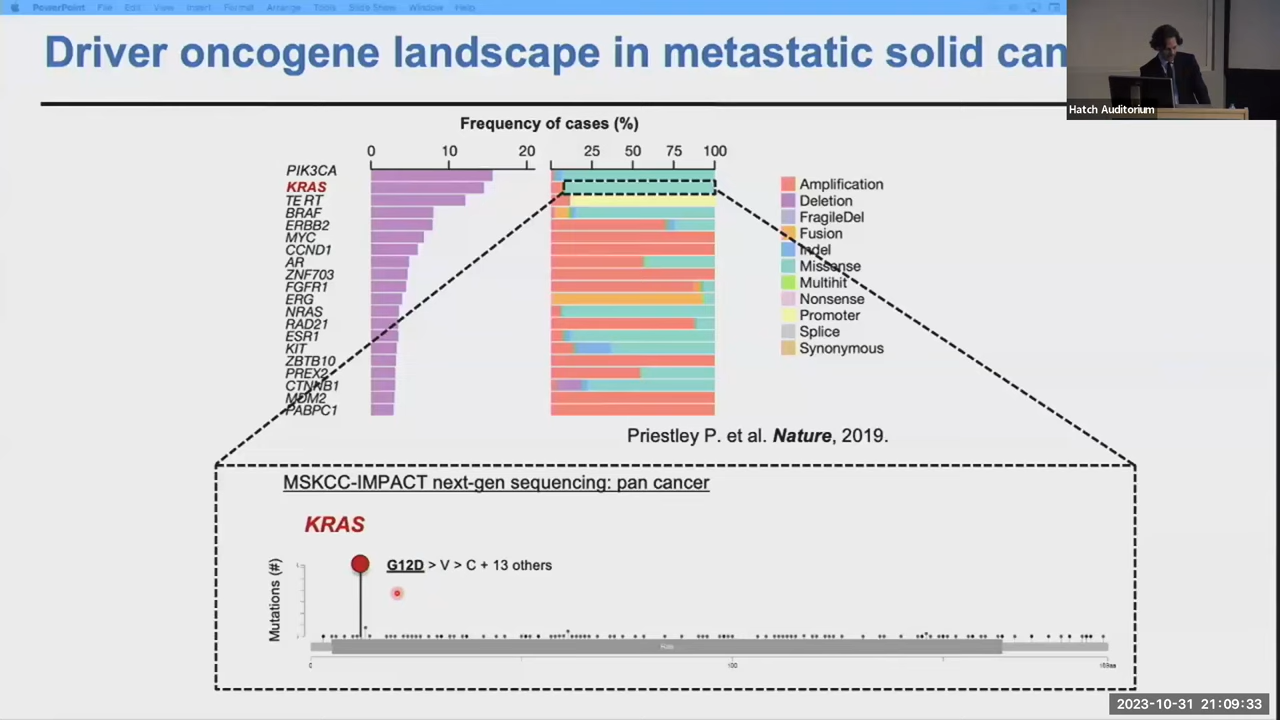 PowerPoint File Edit View Insert Format Arrange Tools Slide Show Window Help
Driver oncogene landscape in metastatic solid can
Hatch Auditorium
Frequency of cases (%)
0 10 20 25 50 75 100
PIK3CA
KRAS
TERT
BRAF
ERBB2
MYC
CCND1
AR
ZNF703
FGFR1
ERG
NRAS
RAD21
ESR1
KIT
ZBTB10
PREX2
CTNNB1
MDM2
PABPC1
Amplification
Deletion
FragileDel
Fusion
Indel
Missense
Multihit
Nonsense
Promoter
Splice
Synonymous
Priestley P. et al. Nature, 2019.
MSKCC-IMPACT next-gen sequencing: pan cancer
KRAS
Mutations (#)
G12D > V > C + 13 others
Ras
0 100 189aa
2023-10-31 21:09:33